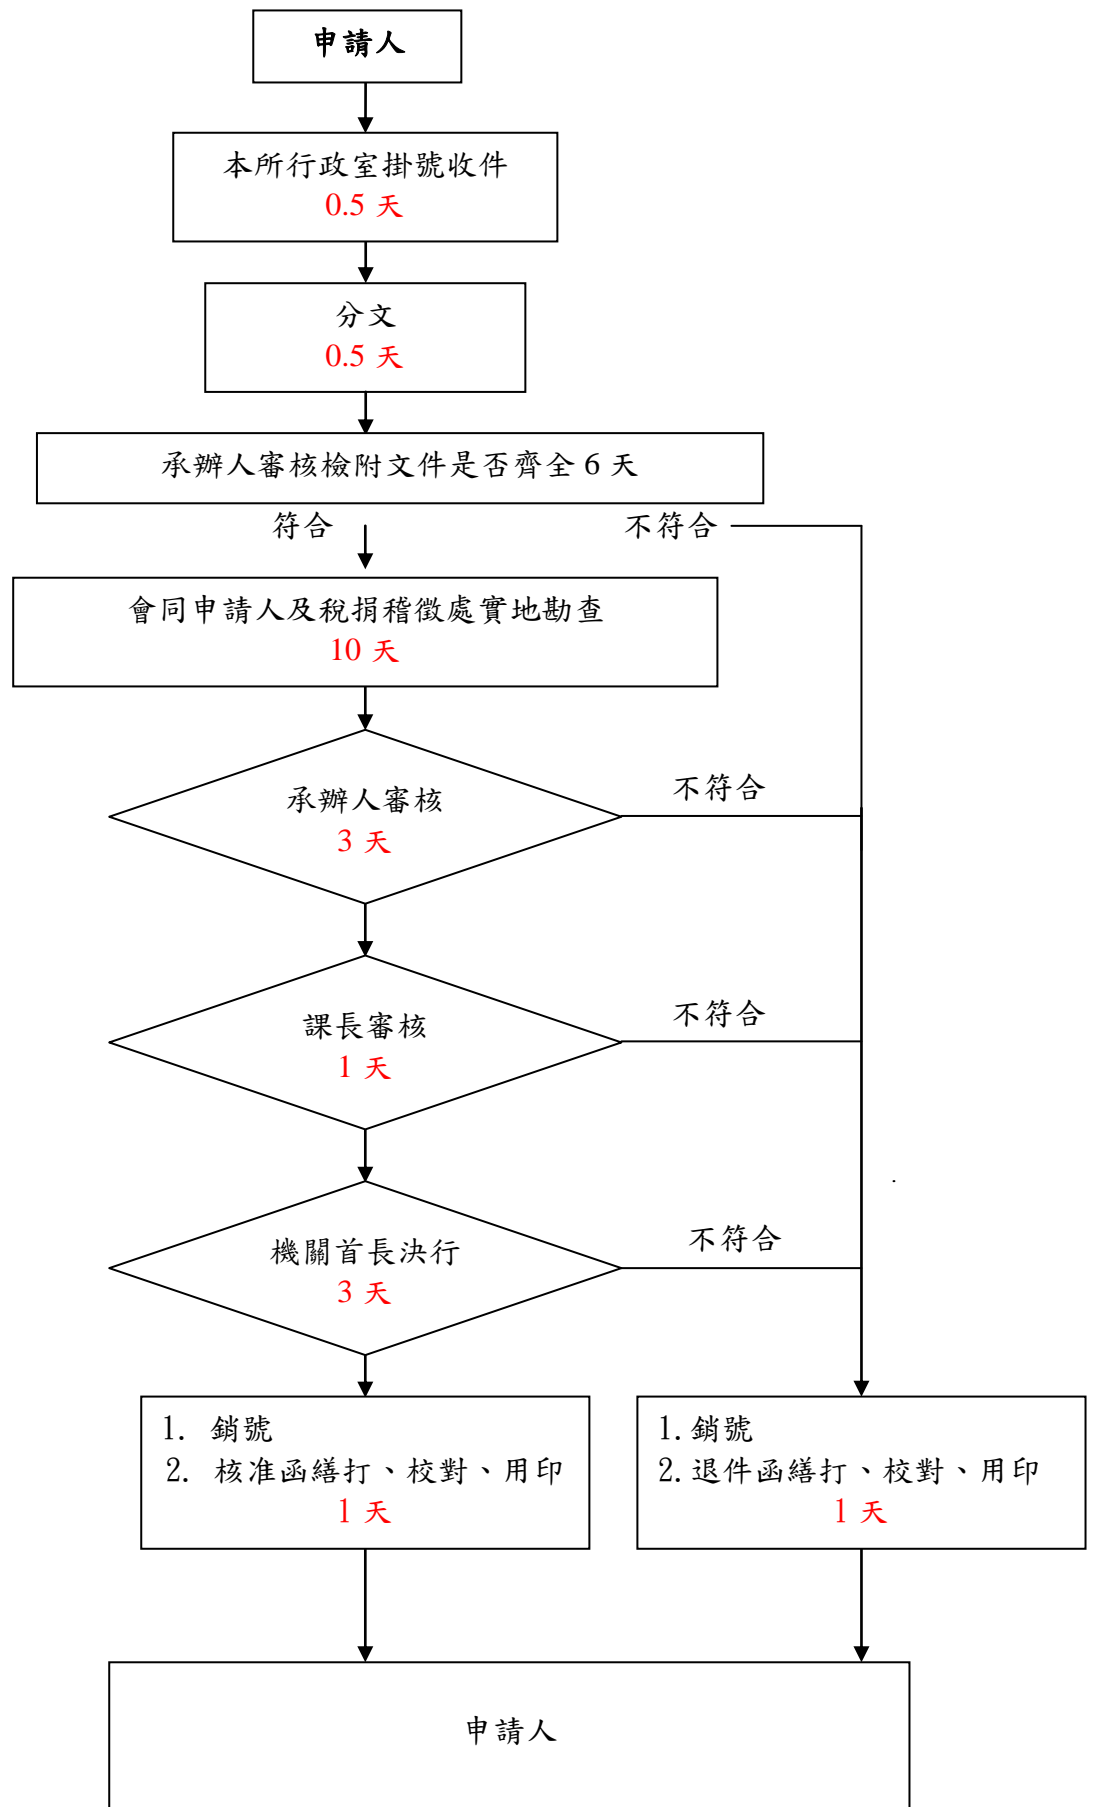 申請人
本所行政室掛號收件
0.5 天
分文
0.5 天
承辦人審核檢附文件是否齊全 6 天
符合
不符合
會同申請人及稅捐稽徵處實地勘查
10 天
承辦人審核
3 天
不符合
課長審核
1 天
不符合
機關首長決行
3 天
不符合
1. 銷號
2. 核准函繕打、校對、用印
1 天
1.銷號
2.退件函繕打、校對、用印
1 天
申請人